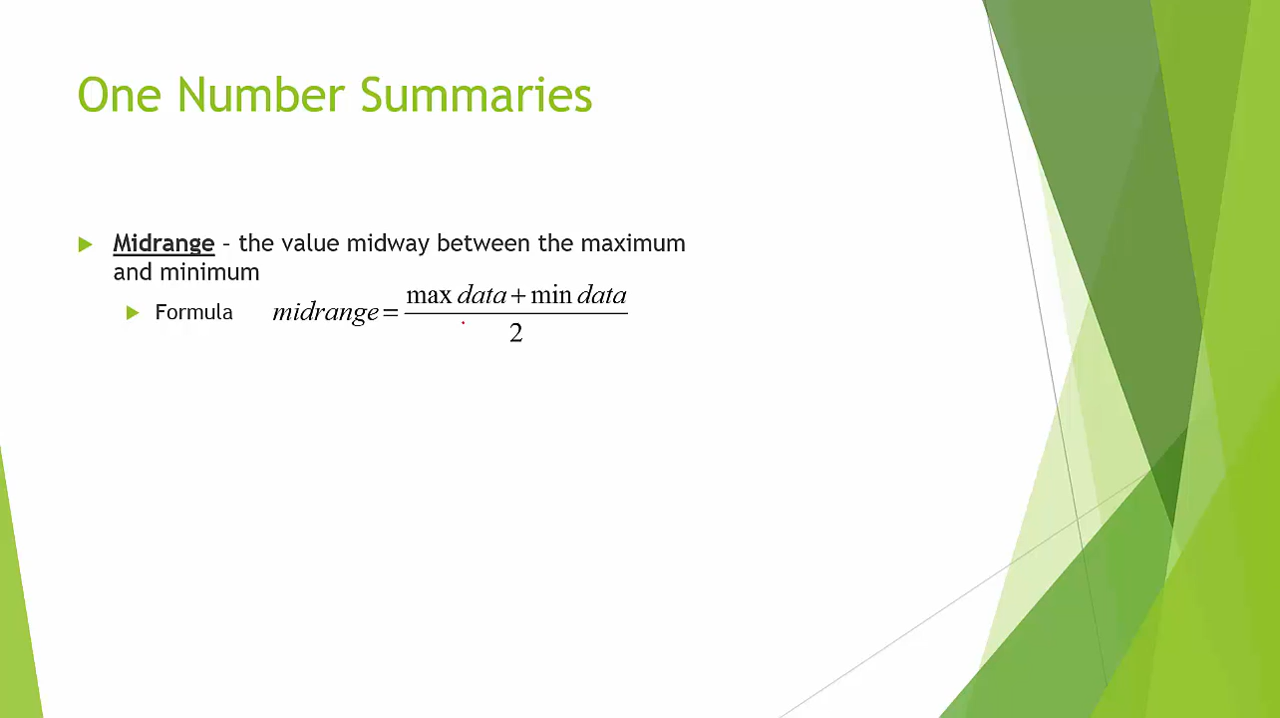 One Number Summaries
Midrange – the value midway between the maximum
and minimum
Formula midrange = (max data + min data) / 2